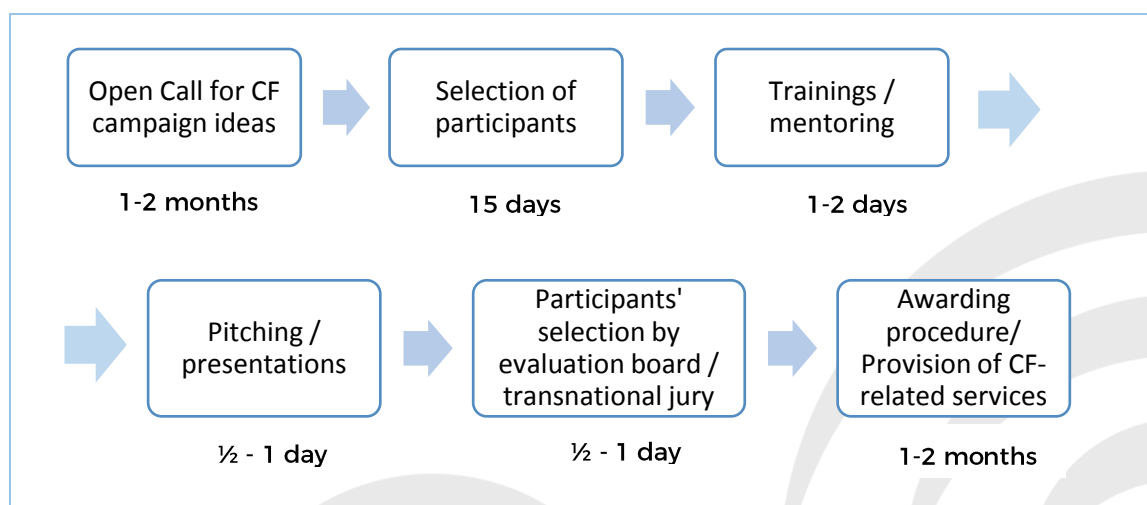 Open Call for CF
campaign ideas
1-2 months
Selection of
participants
15 days
Trainings /
mentoring
1-2 days
Pitching /
presentations
½ - 1 day
Participants'
selection by
evaluation board /
transnational jury
½ - 1 day
Awarding
procedure/
Provision of CF-
related services
1-2 months